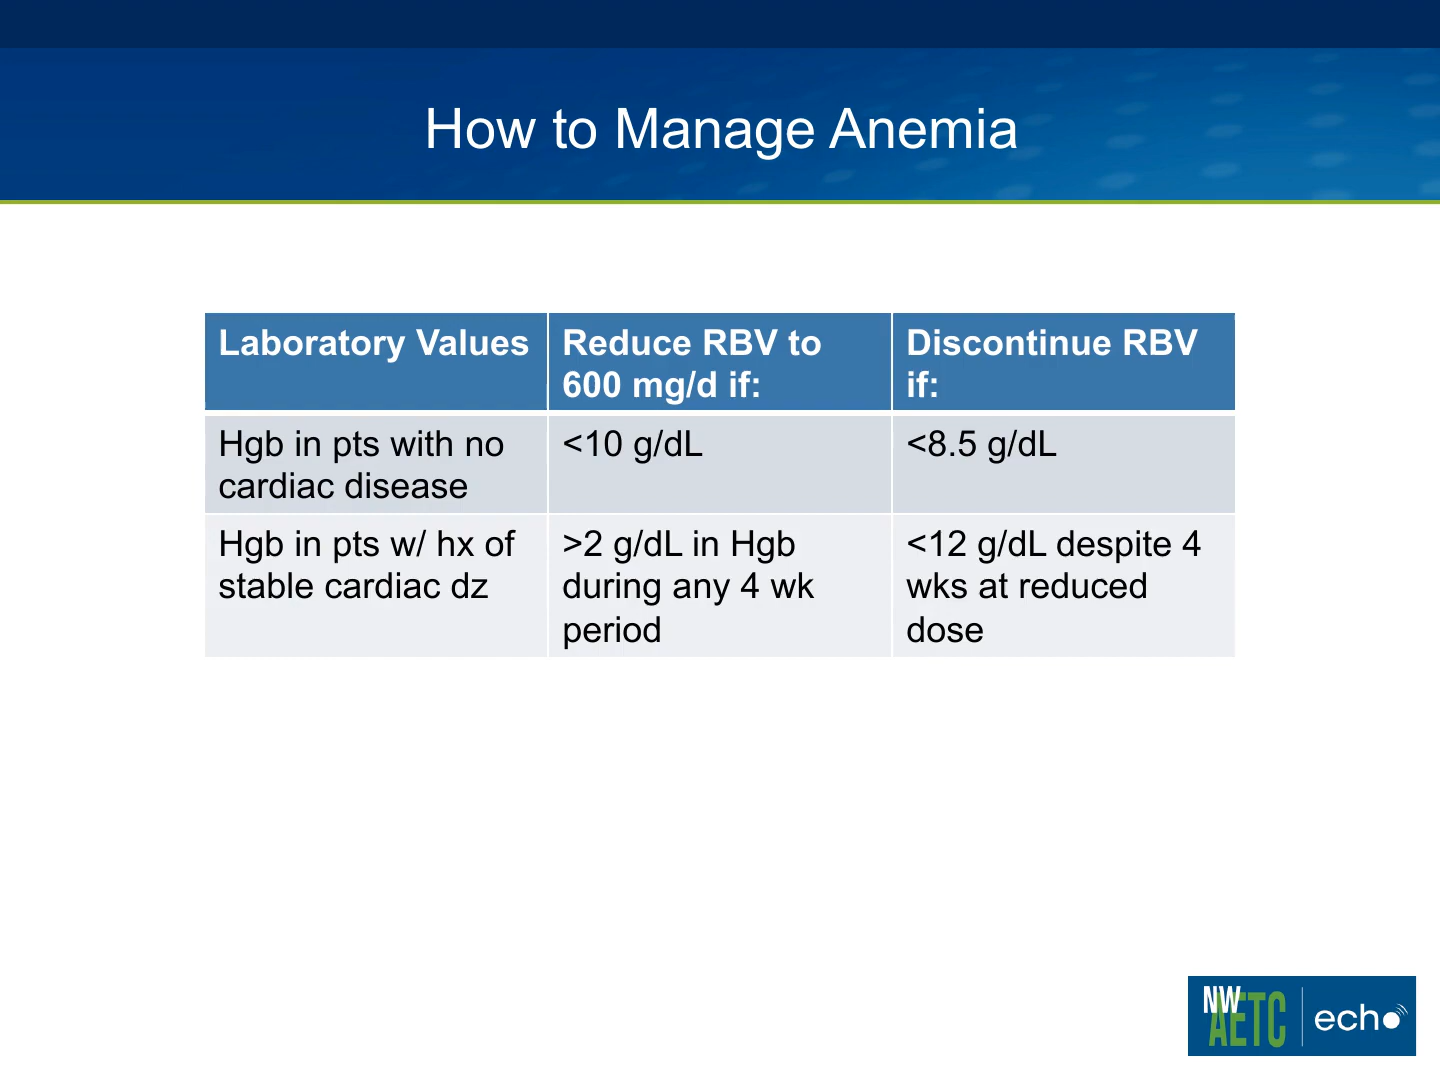 How to Manage Anemia
Laboratory Values
Reduce RBV to
600 mg/d if:
Discontinue RBV
if:
Hgb in pts with no
cardiac disease
<10 g/dL
<8.5 g/dL
Hgb in pts w/ hx of
stable cardiac dz
>2 g/dL in Hgb
during any 4 wk
period
<12 g/dL despite 4
wks at reduced
dose
NW
AETC
echo